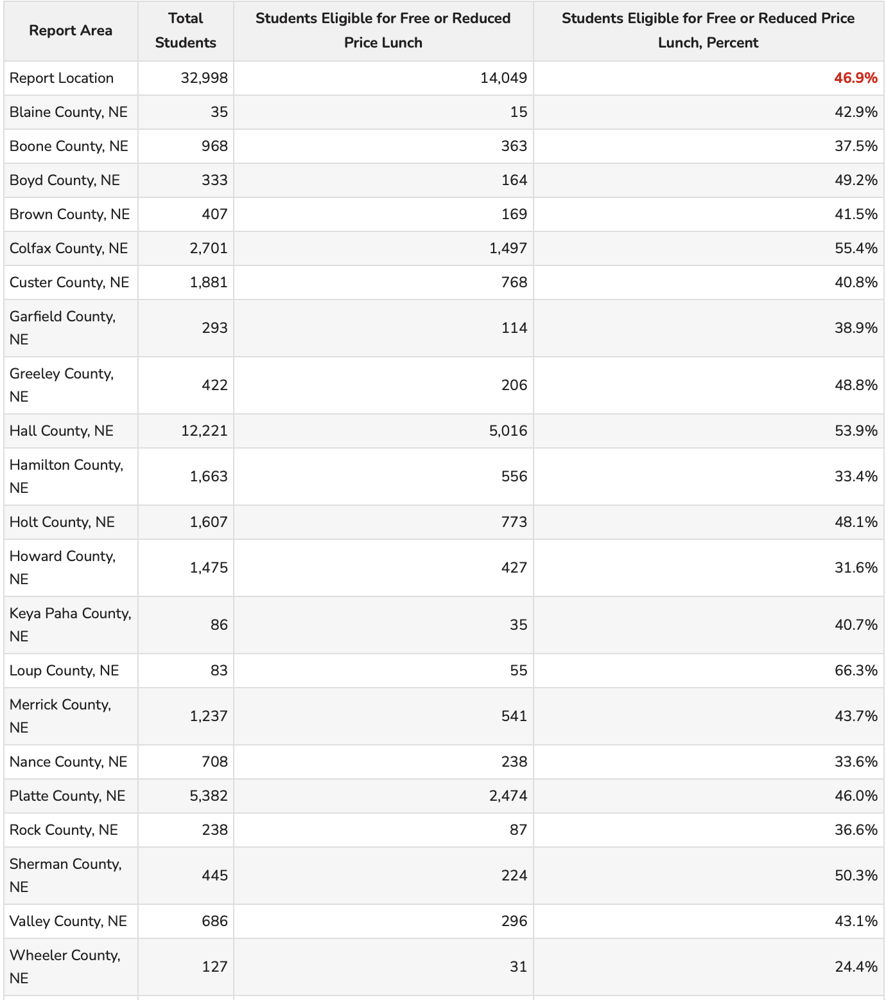 Report Area
Total
Students
Students Eligible for Free or Reduced
Price Lunch
Students Eligible for Free or Reduced Price
Lunch, Percent
Report Location 32,998 14,049 46.9%
Blaine County, NE 35 15 42.9%
Boone County, NE 968 363 37.5%
Boyd County, NE 333 164 49.2%
Brown County, NE 407 169 41.5%
Colfax County, NE 2,701 1,497 55.4%
Custer County, NE 1,881 768 40.8%
Garfield County,
NE
293 114 38.9%
Greeley County,
NE
422 206 48.8%
Hall County, NE 12,221 5,016 53.9%
Hamilton County,
NE
1,663 556 33.4%
Holt County, NE 1,607 773 48.1%
Howard County,
NE
1,475 427 31.6%
Keya Paha County,
NE
86 35 40.7%
Loup County, NE 83 55 66.3%
Merrick County,
NE
1,237 541 43.7%
Nance County, NE 708 238 33.6%
Platte County, NE 5,382 2,474 46.0%
Rock County, NE 238 87 36.6%
Sherman County,
NE
445 224 50.3%
Valley County, NE 686 296 43.1%
Wheeler County,
NE
127 31 24.4%